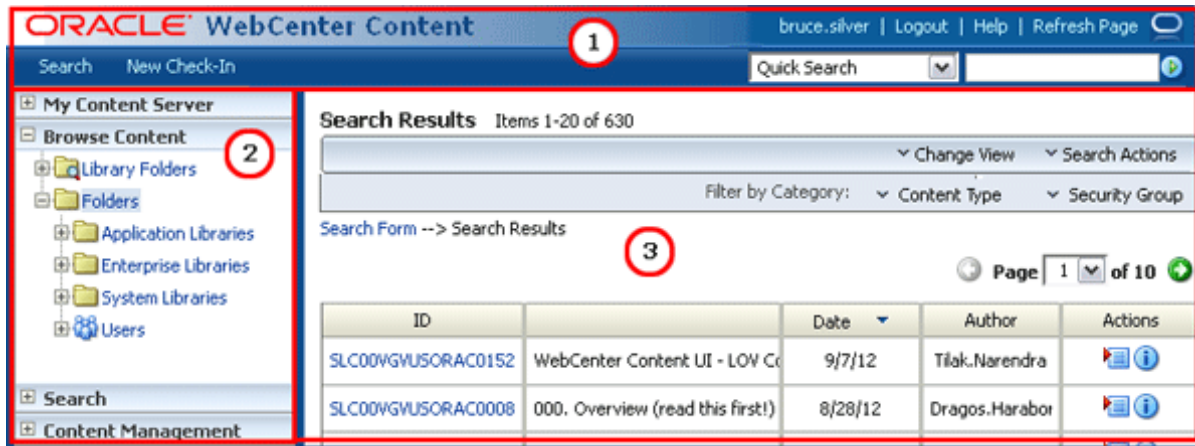 ORACLE WebCenter Content
bruce.silver | Logout | Help | Refresh Page
1
Search New Check-In
Quick Search
My Content Server
Browse Content
2
Library Folders
Folders
Application Libraries
Enterprise Libraries
System Libraries
Users
Search
Content Management
Search Results Items 1-20 of 630
Change View Search Actions
Filter by Category: Content Type Security Group
Search Form --> Search Results
3
Page 1 of 10
ID Date Author Actions
SLC00VGVUSORAC0152 WebCenter Content UI - LOV Co 9/7/12 Tilak.Narendra
SLC00VGVUSORAC0008 000. Overview (read this first!) 8/28/12 Dragos.Harabor